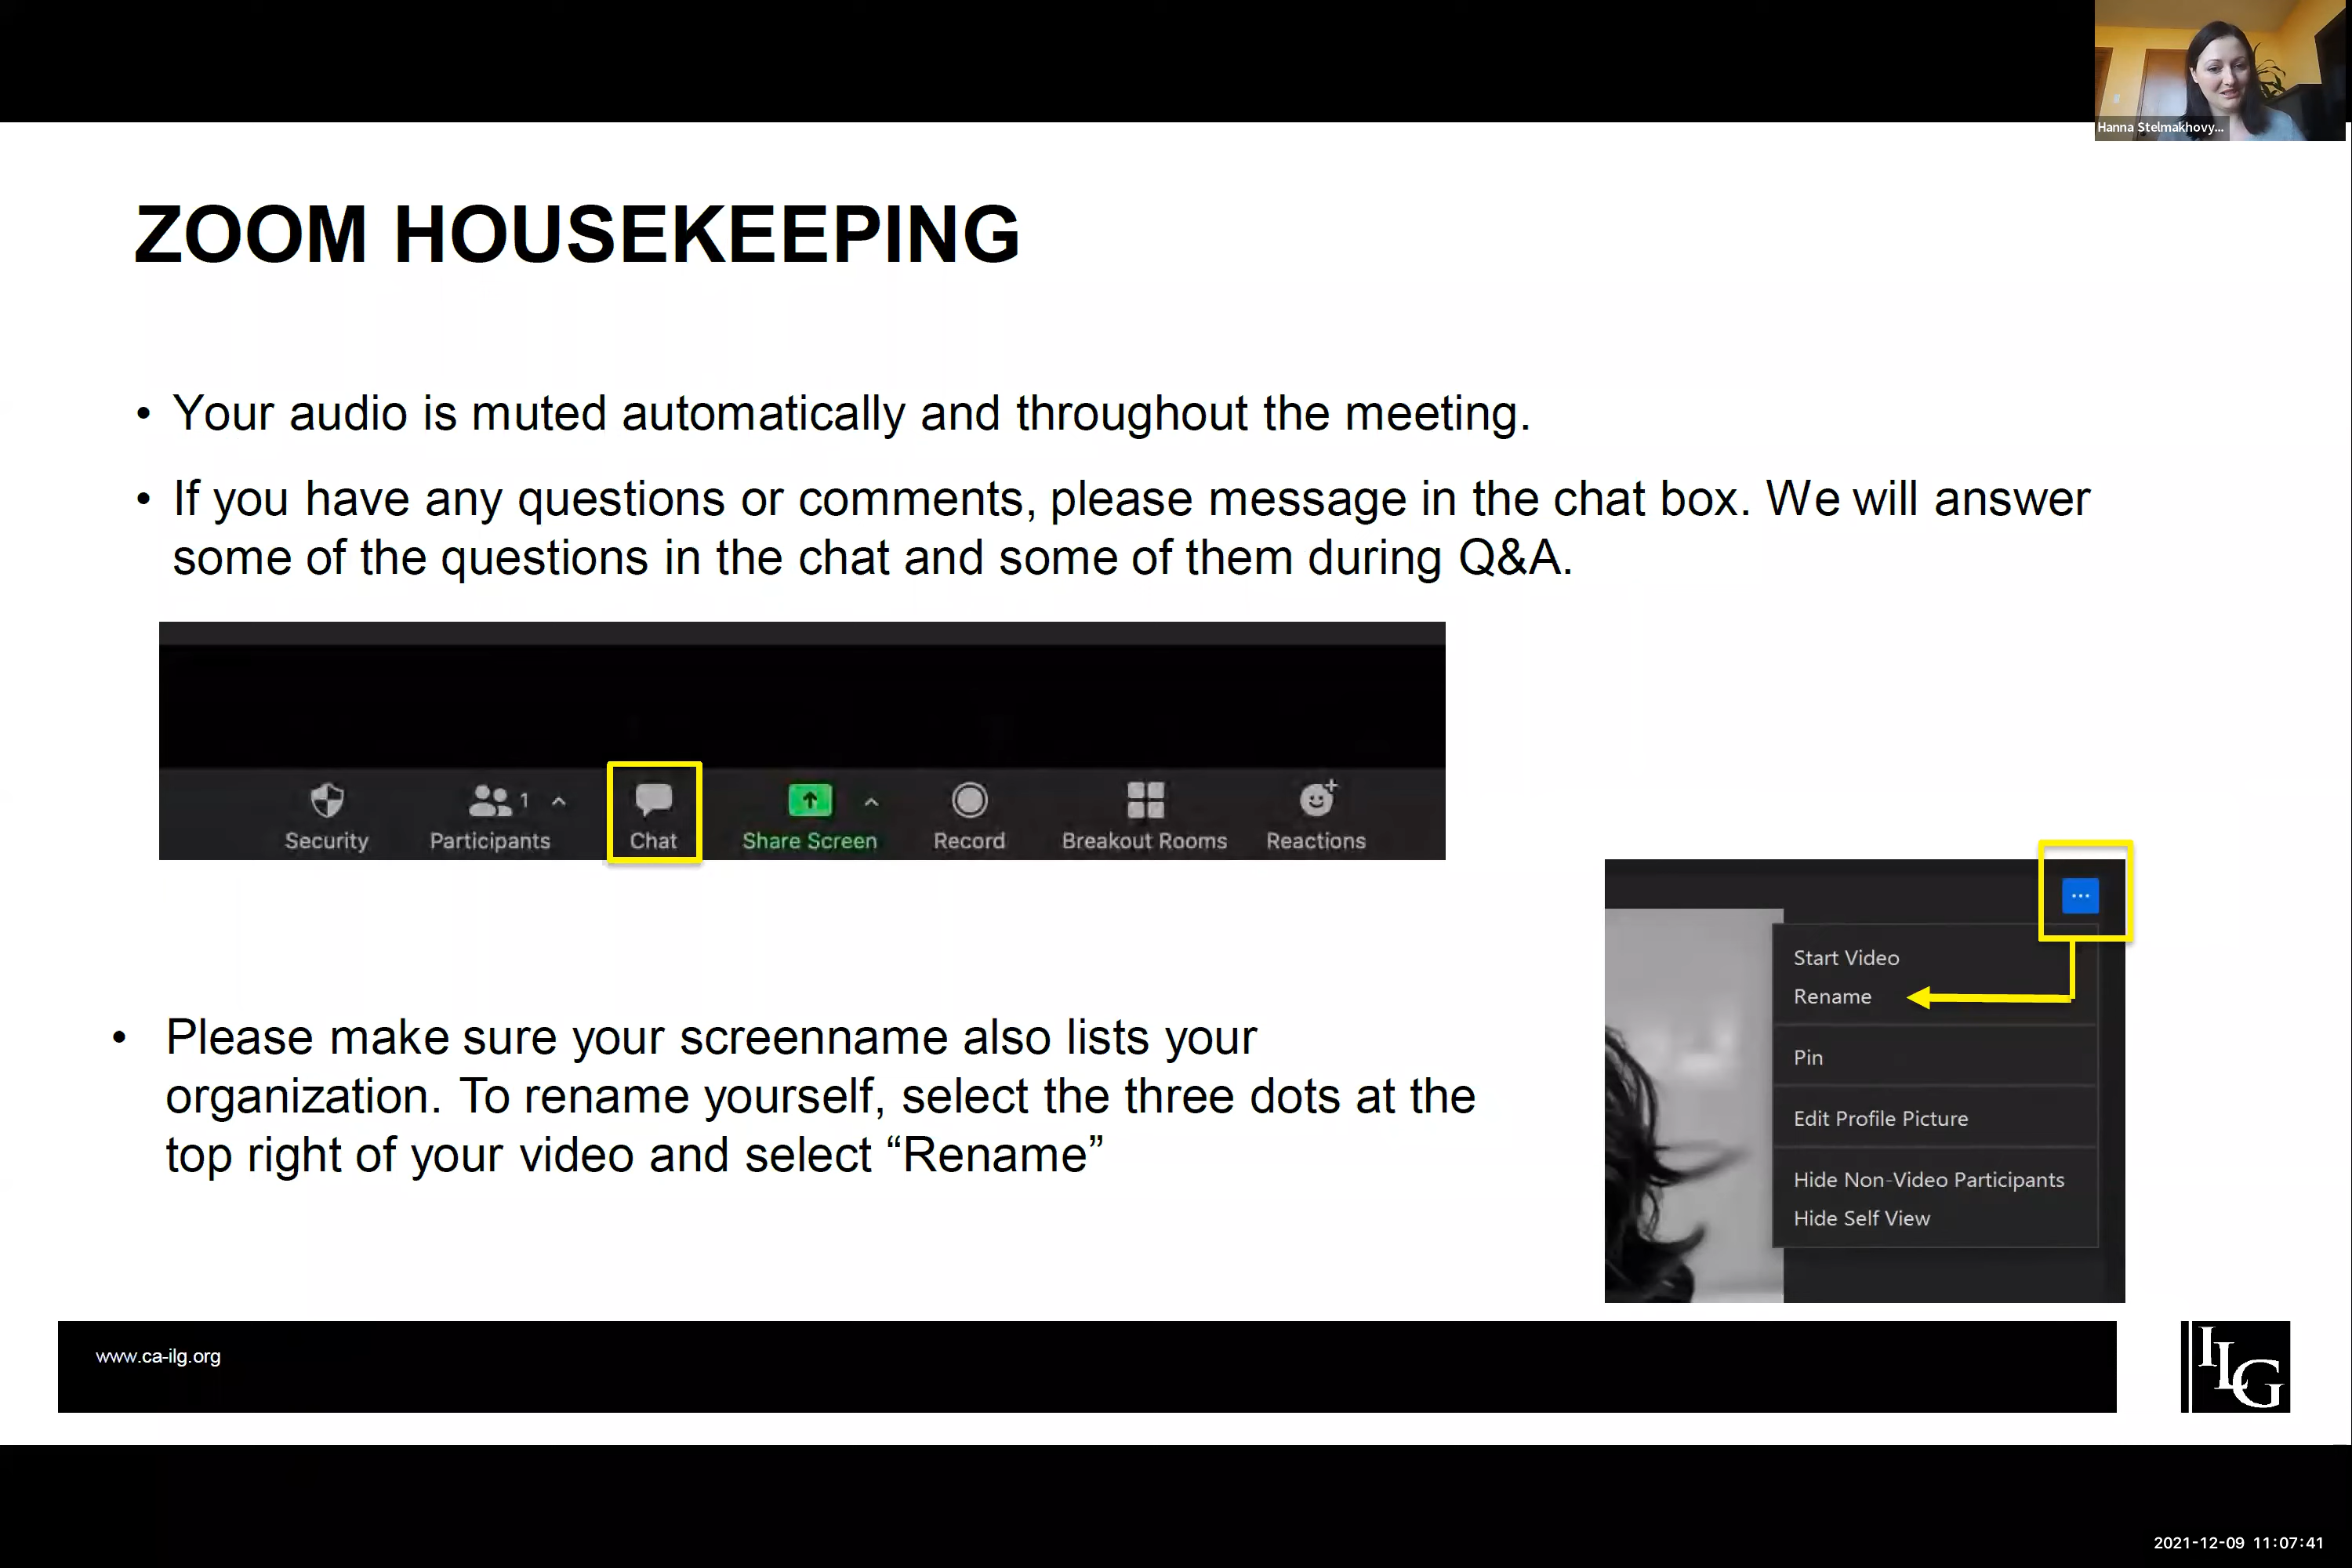 Hanna Stelmakhovy...
ZOOM HOUSEKEEPING
• Your audio is muted automatically and throughout the meeting.
• If you have any questions or comments, please message in the chat box. We will answer
some of the questions in the chat and some of them during Q&A.
Security
Participants 1
Chat
Share Screen
Record
Breakout Rooms
Reactions
• Please make sure your screenname also lists your
organization. To rename yourself, select the three dots at the
top right of your video and select “Rename”
...
Start Video
Rename
Pin
Edit Profile Picture
Hide Non-Video Participants
Hide Self View
www.ca-ilg.org
ILG
2021-12-09 11:07:41